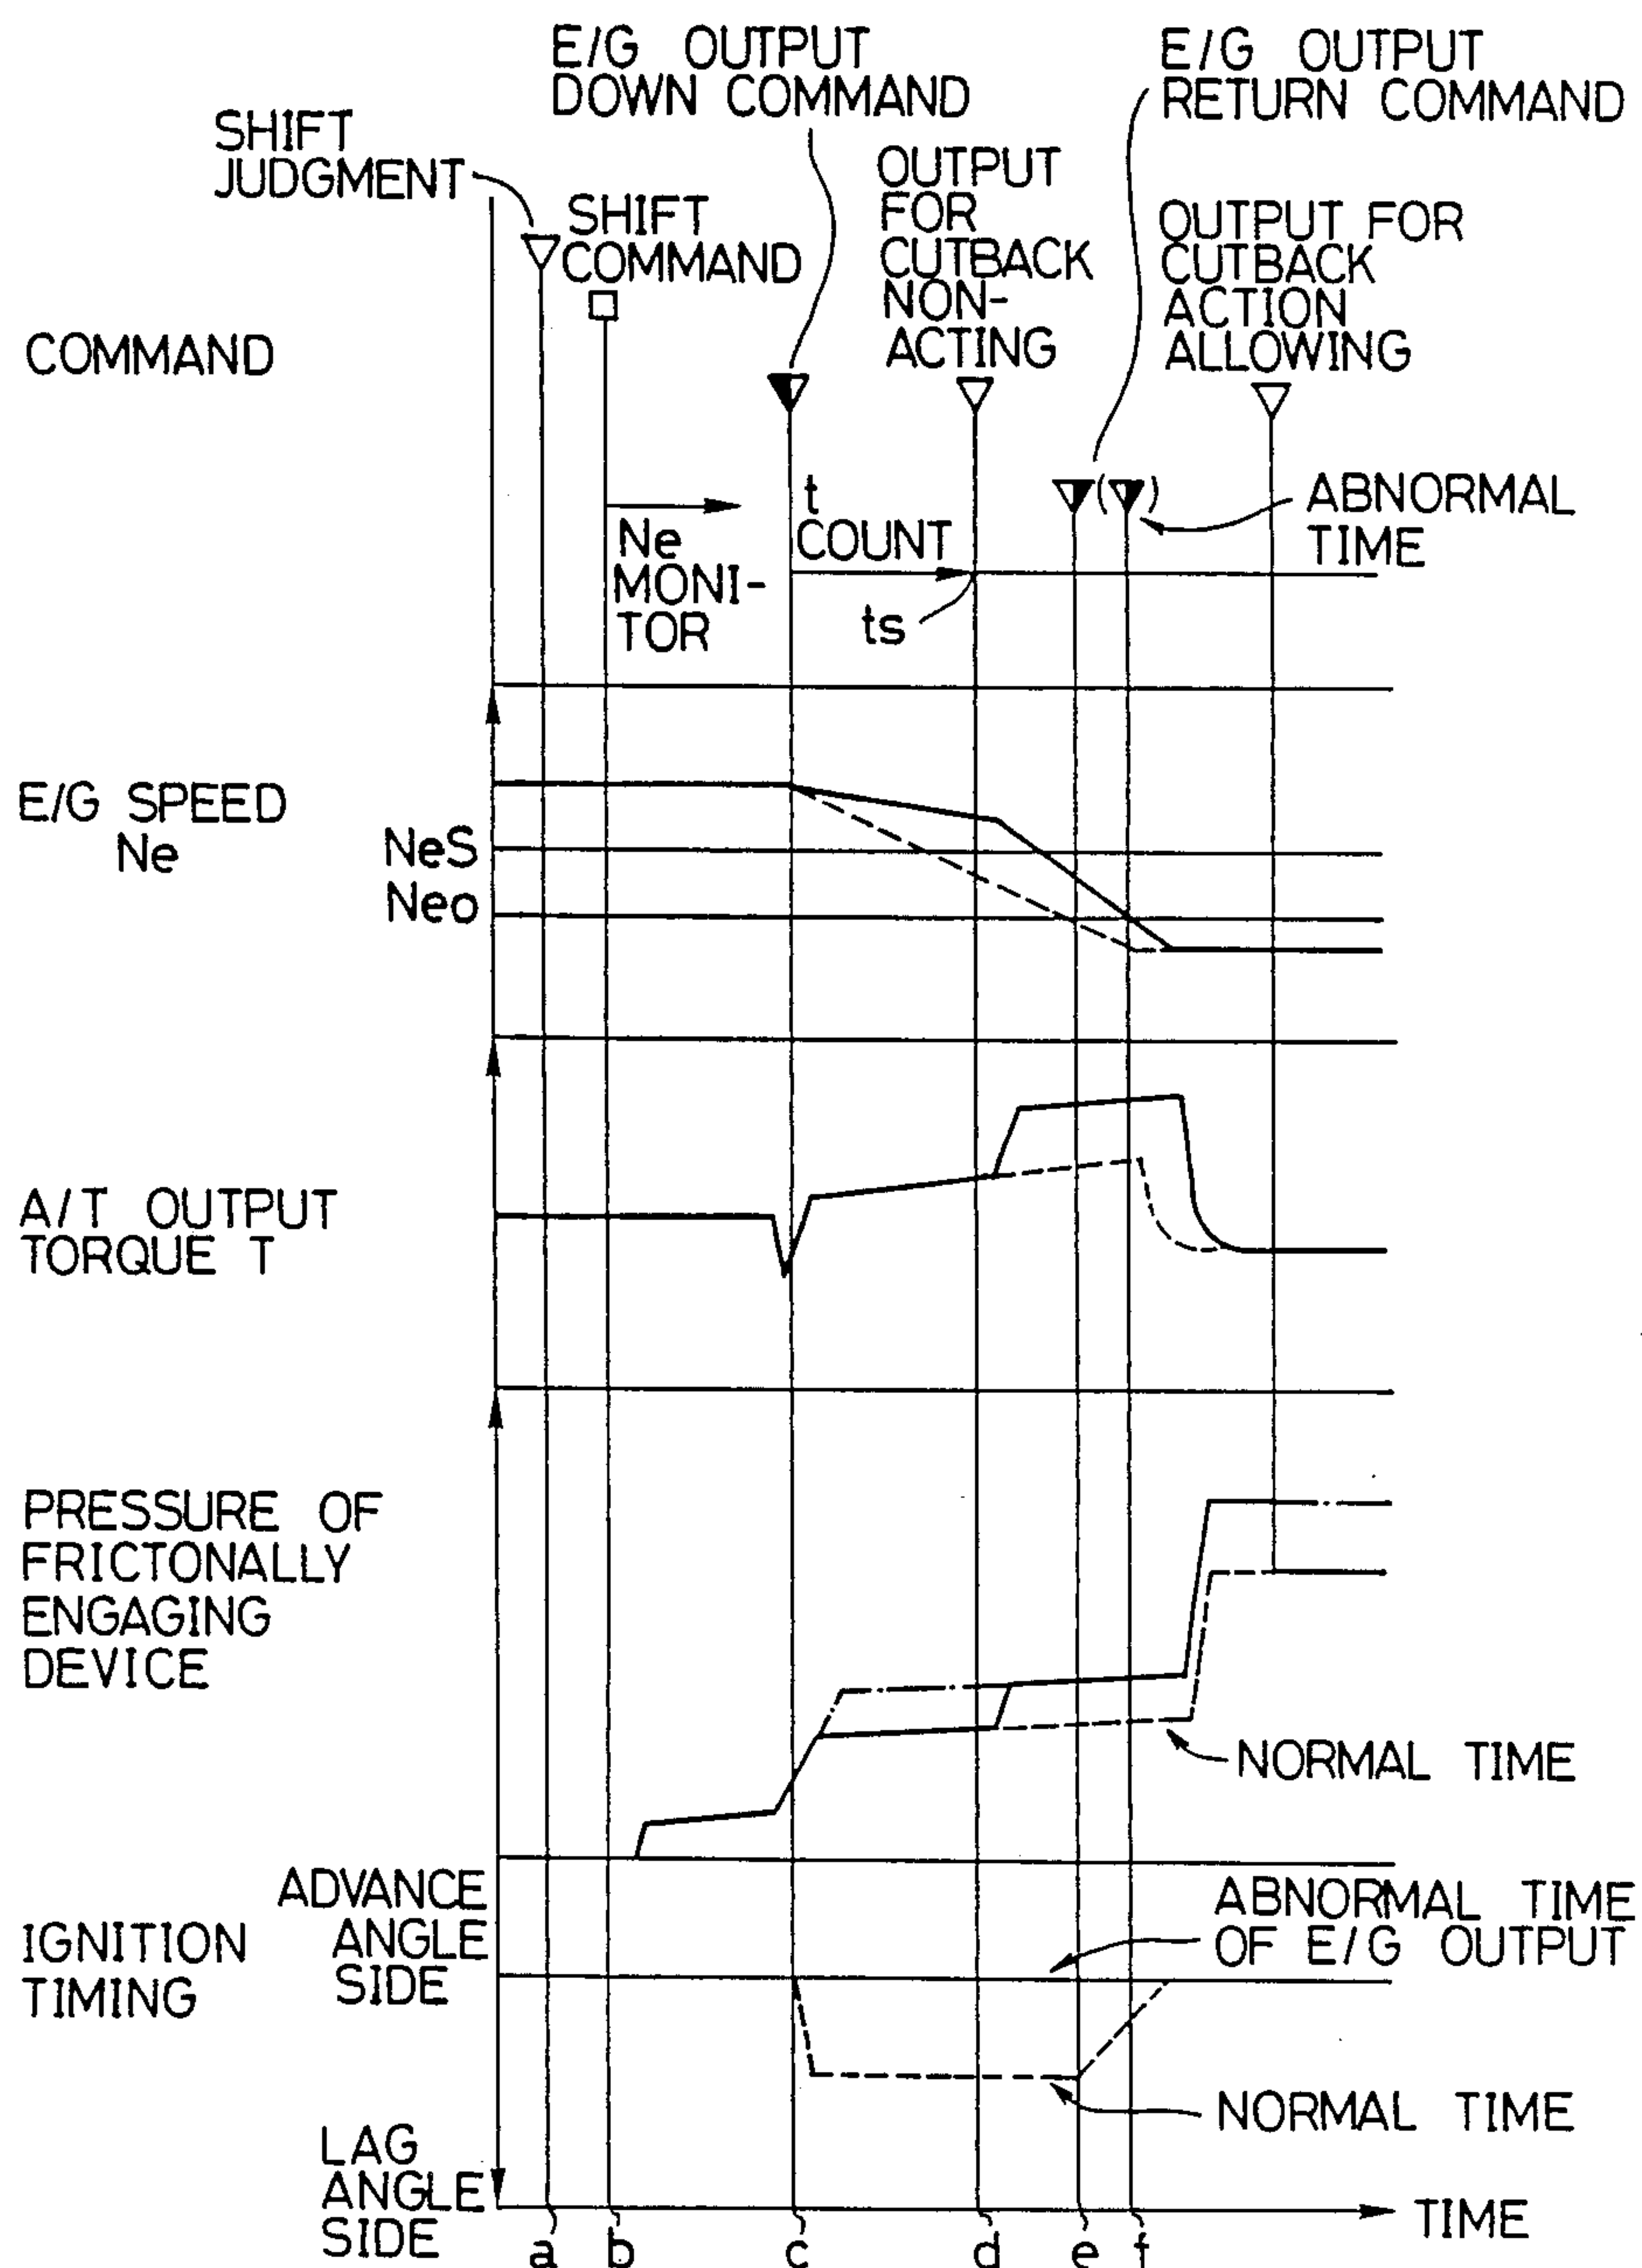 E/G OUTPUT
DOWN COMMAND
E/G OUTPUT
RETURN COMMAND
SHIFT
JUDGMENT
SHIFT
COMMAND
OUTPUT
FOR
CUTBACK
NON-
ACTING
OUTPUT FOR
CUTBACK
ACTION
ALLOWING
COMMAND
Ne
MONI-
TOR
t
COUNT
ts
( )
ABNORMAL
TIME
E/G SPEED
Ne
NeS
Neo
A/T OUTPUT
TORQUE T
PRESSURE OF
FRICTONALLY
ENGAGING
DEVICE
NORMAL TIME
ADVANCE
ANGLE
SIDE
IGNITION
TIMING
ABNORMAL TIME
OF E/G OUTPUT
NORMAL TIME
LAG
ANGLE
SIDE
TIME
a b c d e f